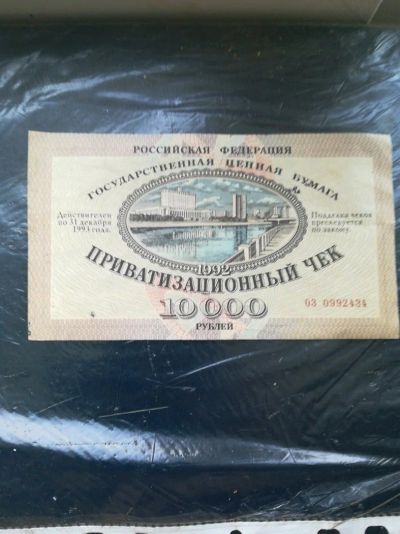 РОССИЙСКАЯ ФЕДЕРАЦИЯ
ГОСУДАРСТВЕННАЯ ЦЕННАЯ БУМАГА
Действителен
по 31 декабря
1993 года.
Подделка чеков
преследуется
по закону.
1992
ПРИВАТИЗАЦИОННЫЙ ЧЕК
10 000
РУБЛЕЙ
03 0992434